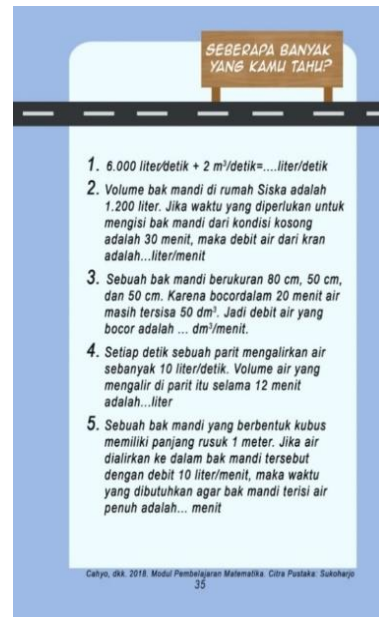 SEBERAPA BANYAK
YANG KAMU TAHU?
1. 6.000 liter/detik + 2 m³/detik=....liter/detik
2. Volume bak mandi di rumah Siska adalah
1.200 liter. Jika waktu yang diperlukan untuk
mengisi bak mandi dari kondisi kosong
adalah 30 menit, maka debit air dari kran
adalah...liter/menit
3. Sebuah bak mandi berukuran 80 cm, 50 cm,
dan 50 cm. Karena bocordalam 20 menit air
masih tersisa 50 dm³. Jadi debit air yang
bocor adalah ... dm³/menit.
4. Setiap detik sebuah parit mengalirkan air
sebanyak 10 liter/detik. Volume air yang
mengalir di parit itu selama 12 menit
adalah...liter
5. Sebuah bak mandi yang berbentuk kubus
memiliki panjang rusuk 1 meter. Jika air
dialirkan ke dalam bak mandi tersebut
dengan debit 10 liter/menit, maka waktu
yang dibutuhkan agar bak mandi terisi air
penuh adalah... menit
Cahyo, dkk. 2018. Modul Pembelajaran Matematika. Citra Pustaka: Sukoharjo
35